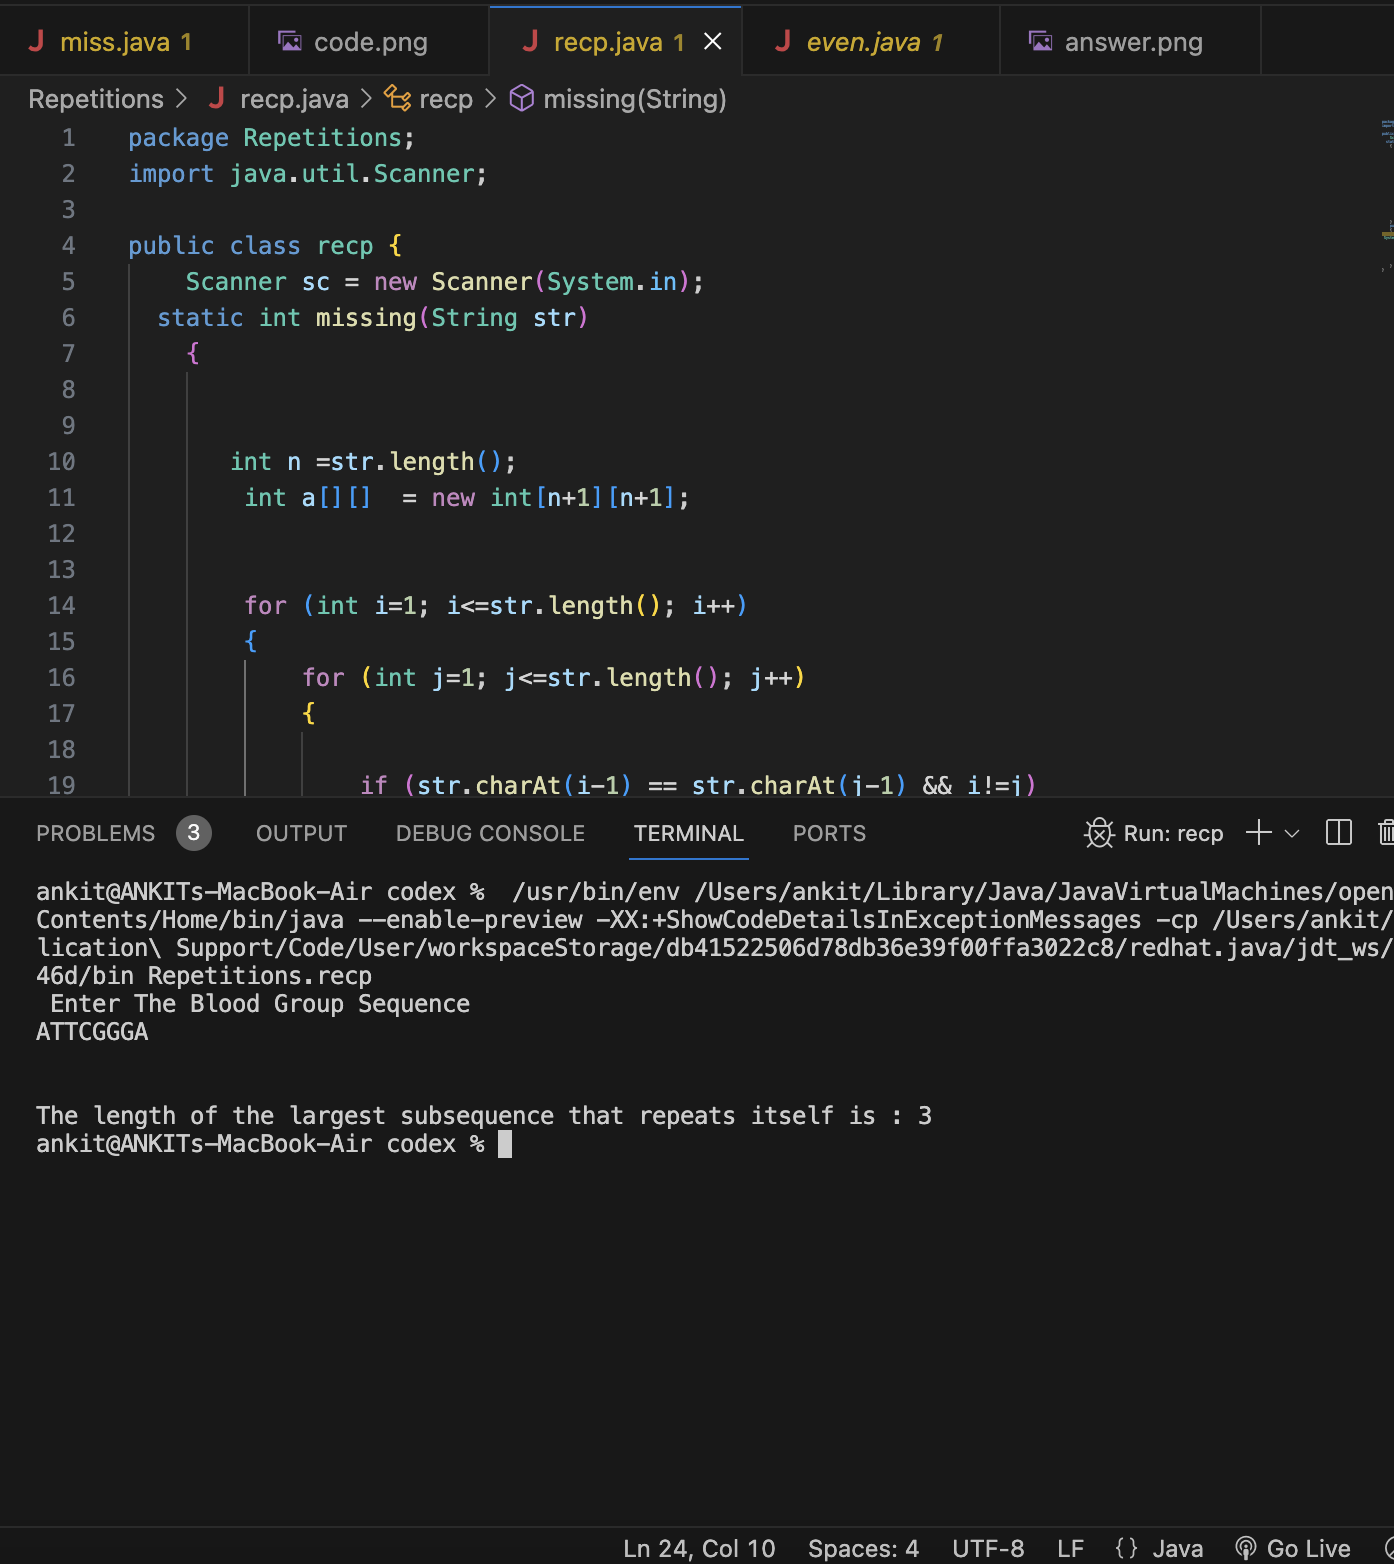 miss.java 1 code.png recp.java 1 even.java 1 answer.png
Repetitions > recp.java > recp > missing(String)
1 package Repetitions;
2 import java.util.Scanner;
3
4 public class recp {
5 Scanner sc = new Scanner(System.in);
6 static int missing(String str)
7 {
8
9
10 int n =str.length();
11 int a[][]  = new int[n+1][n+1];
12
13
14 for (int i=1; i<=str.length(); i++)
15 {
16 for (int j=1; j<=str.length(); j++)
17 {
18
19 if (str.charAt(i-1) == str.charAt(j-1) && i!=j)
PROBLEMS 3 OUTPUT DEBUG CONSOLE TERMINAL PORTS Run: recp
ankit@ANKITs-MacBook-Air codex %  /usr/bin/env /Users/ankit/Library/Java/JavaVirtualMachines/open
Contents/Home/bin/java --enable-preview -XX:+ShowCodeDetailsInExceptionMessages -cp /Users/ankit/
lication\ Support/Code/User/workspaceStorage/db41522506d78db36e39f00ffa3022c8/redhat.java/jdt_ws/
46d/bin Repetitions.recp
Enter The Blood Group Sequence
ATTCGGGA
The length of the largest subsequence that repeats itself is : 3
ankit@ANKITs-MacBook-Air codex %
Ln 24, Col 10 Spaces: 4 UTF-8 LF {} Java Go Live